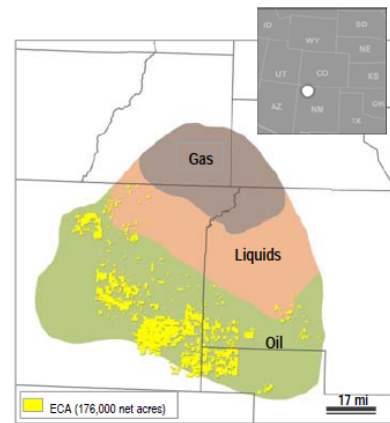 ID
WY
SD
NE
UT
CO
KS
AZ
NM
OK
TX
Gas
Liquids
Oil
ECA (176,000 net acres)
17 mi